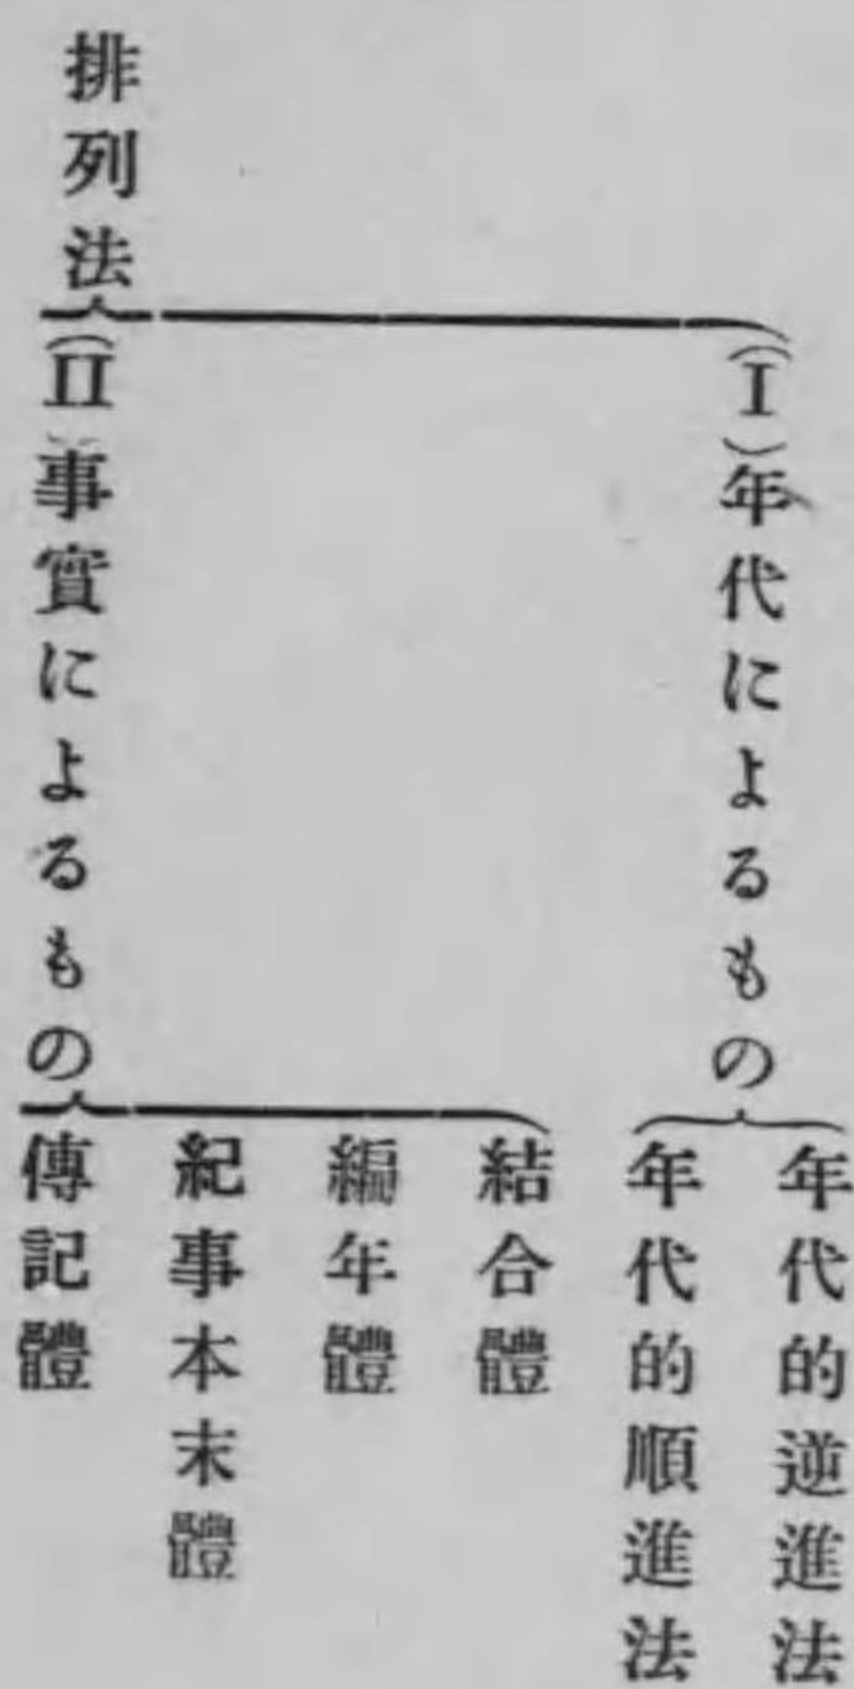 排列法
(I)年代によるもの
年代的逆進法
年代的順進法
(II)事實によるもの
結合體
編年體
紀事本末體
傳記體